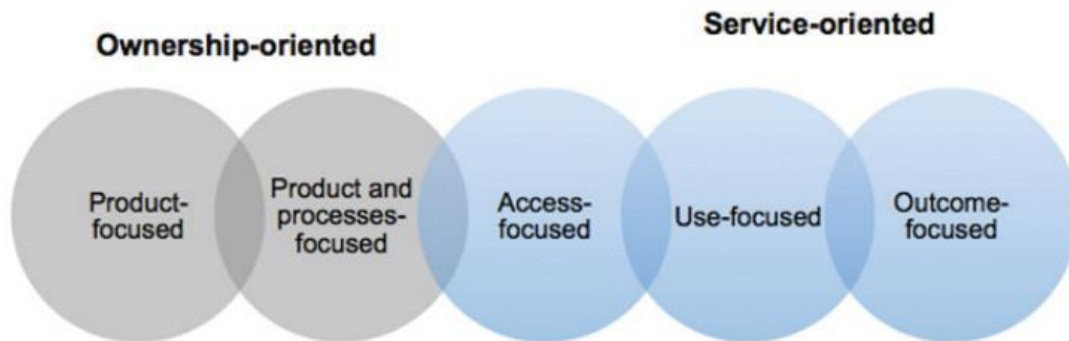 Ownership-oriented
Service-oriented
Product-
focused
Product and
processes-
focused
Access-
focused
Use-focused
Outcome-
focused